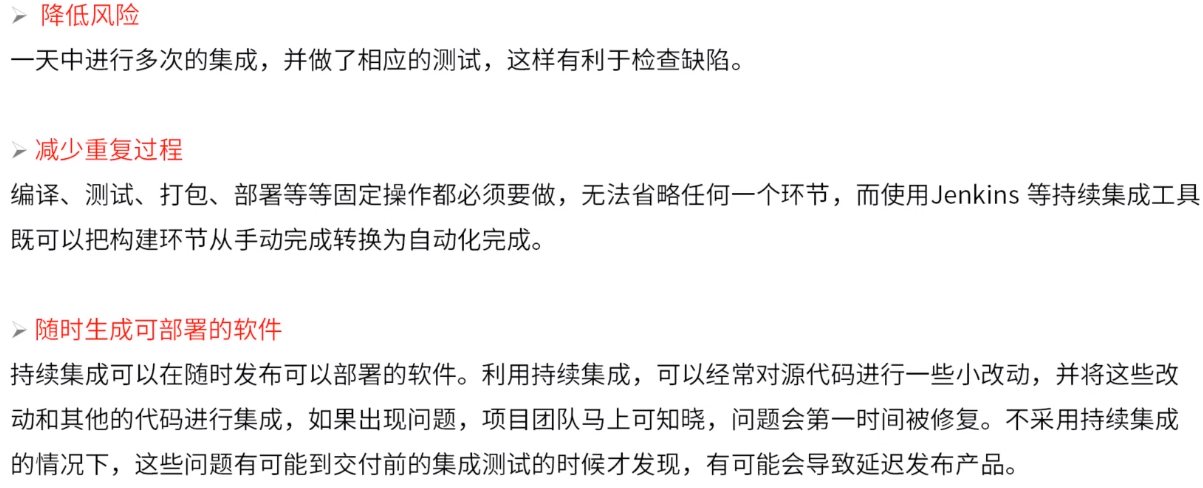 ➢ 降低风险
一天中进行多次的集成，并做了相应的测试，这样有利于检查缺陷。
➢ 减少重复过程
编译、测试、打包、部署等等固定操作都必须要做，无法省略任何一个环节，而使用Jenkins 等持续集成工具
既可以把构建环节从手动完成转换为自动化完成。
➢ 随时生成可部署的软件
持续集成可以在随时发布可以部署的软件。利用持续集成，可以经常对源代码进行一些小改动，并将这些改
动和其他的代码进行集成，如果出现问题，项目团队马上可知晓，问题会第一时间被修复。不采用持续集成
的情况下，这些问题有可能到交付前的集成测试的时候才发现，有可能会导致延迟发布产品。